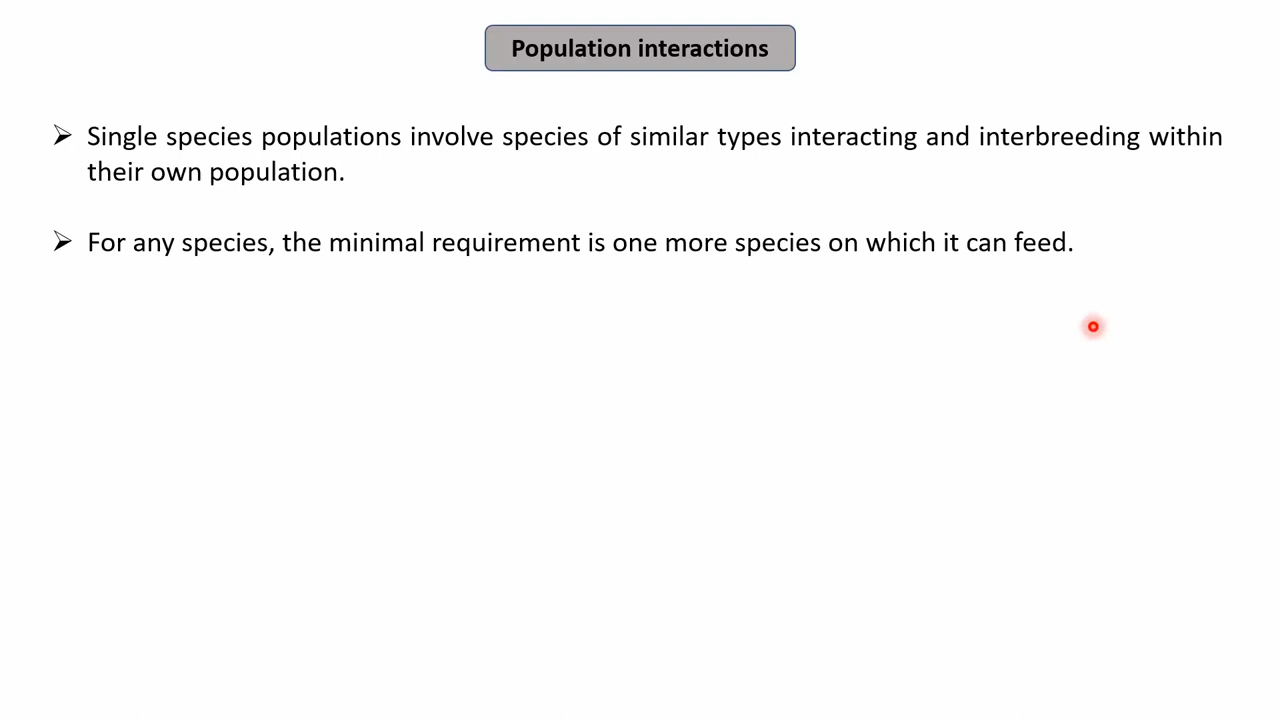 Population interactions
➢ Single species populations involve species of similar types interacting and interbreeding within
their own population.
➢ For any species, the minimal requirement is one more species on which it can feed.